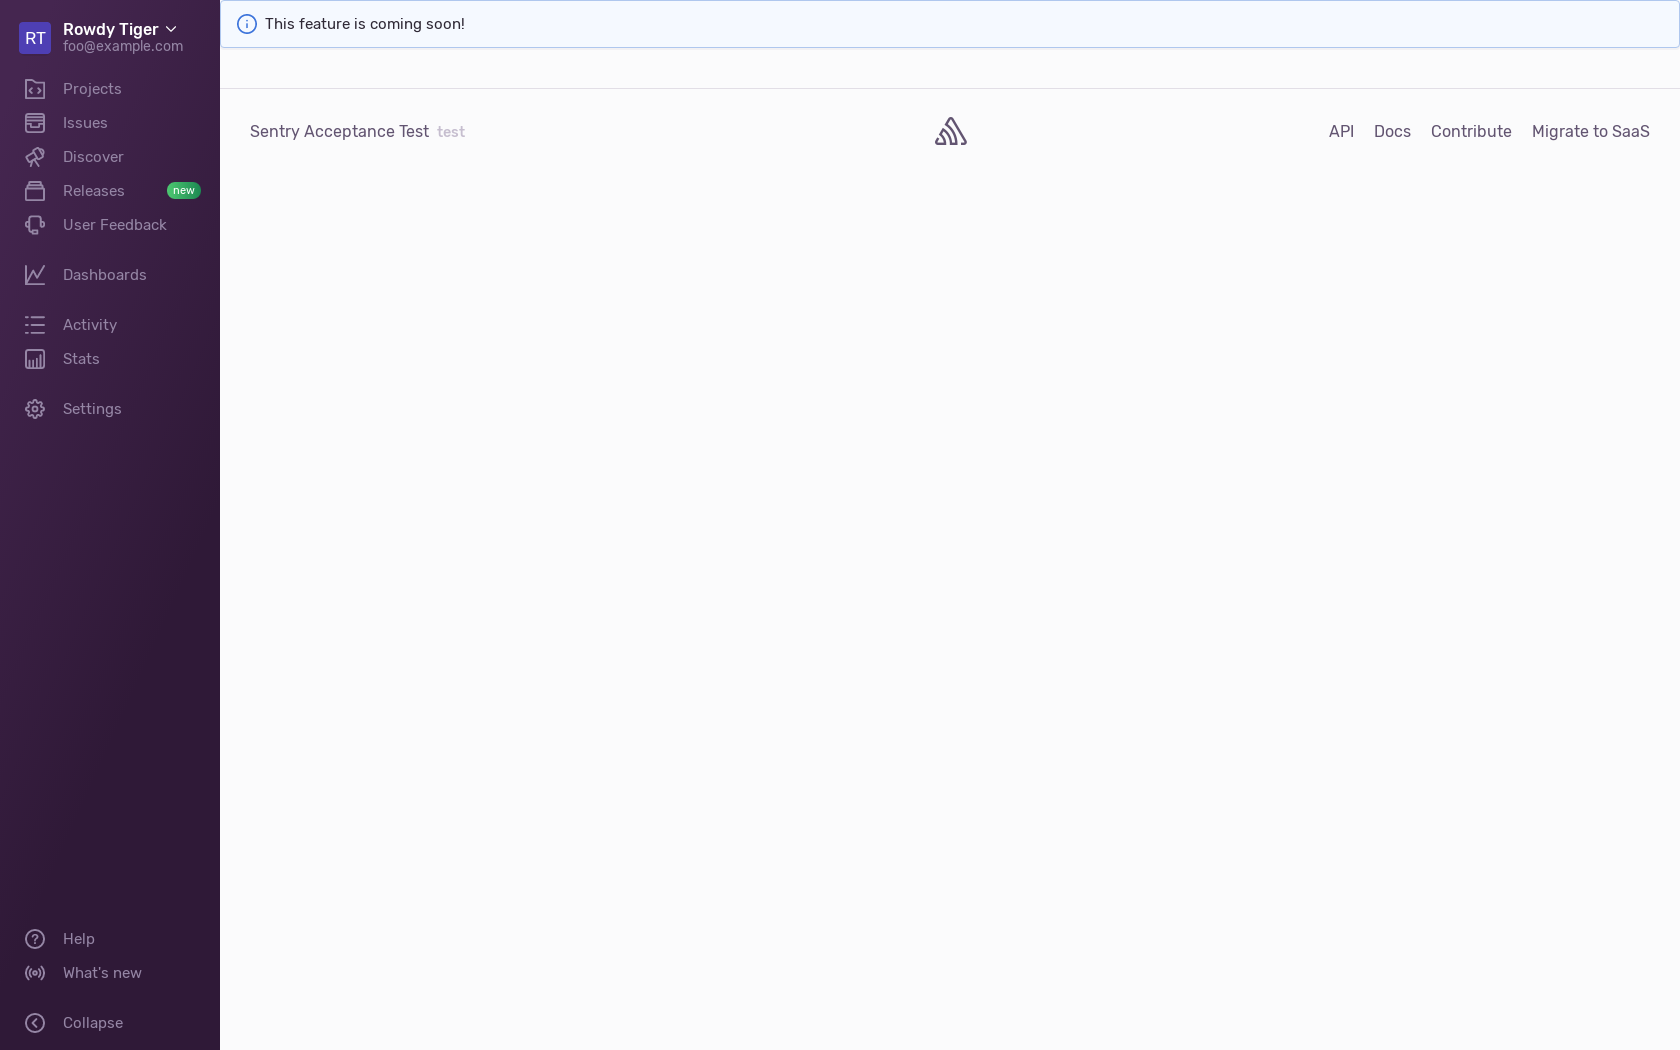 RT
Rowdy Tiger
foo@example.com
Projects
Issues
Discover
Releases new
User Feedback
Dashboards
Activity
Stats
Settings
Help
What's new
Collapse
This feature is coming soon!
Sentry Acceptance Test test
API Docs Contribute Migrate to SaaS